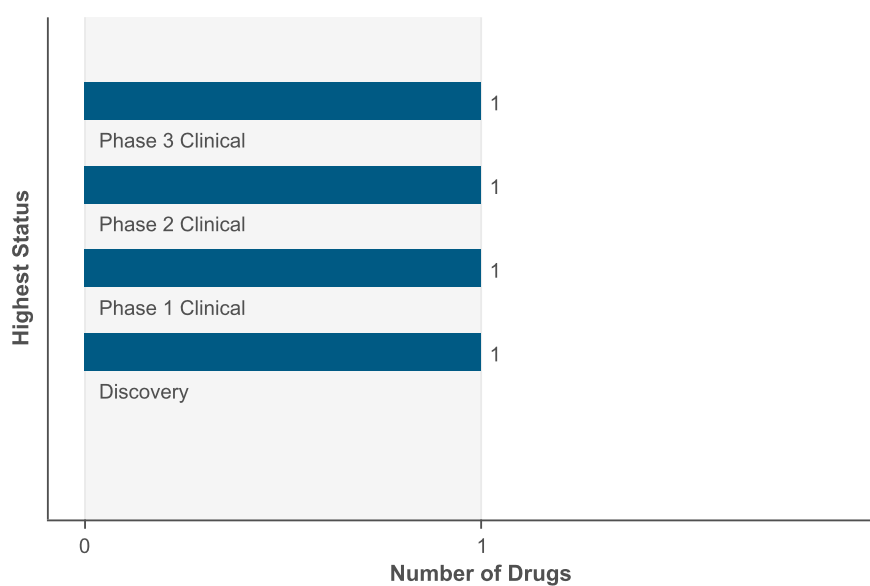 Highest Status
1
Phase 3 Clinical
1
Phase 2 Clinical
1
Phase 1 Clinical
1
Discovery
0
1
Number of Drugs